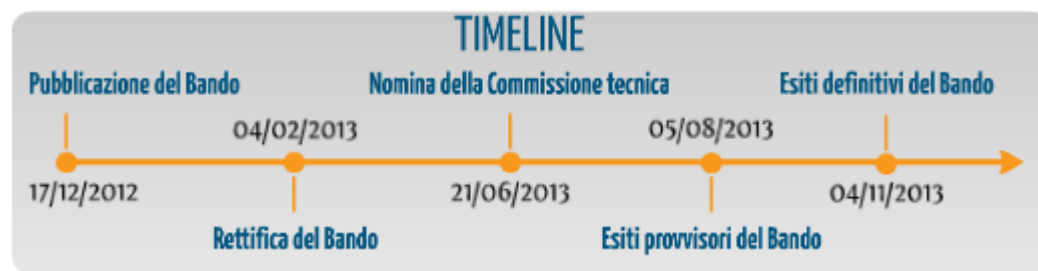 TIMELINE
Pubblicazione del Bando
Nomina della Commissione tecnica
Esiti definitivi del Bando
04/02/2013
05/08/2013
17/12/2012
21/06/2013
04/11/2013
Rettifica del Bando
Esiti provvisori del Bando